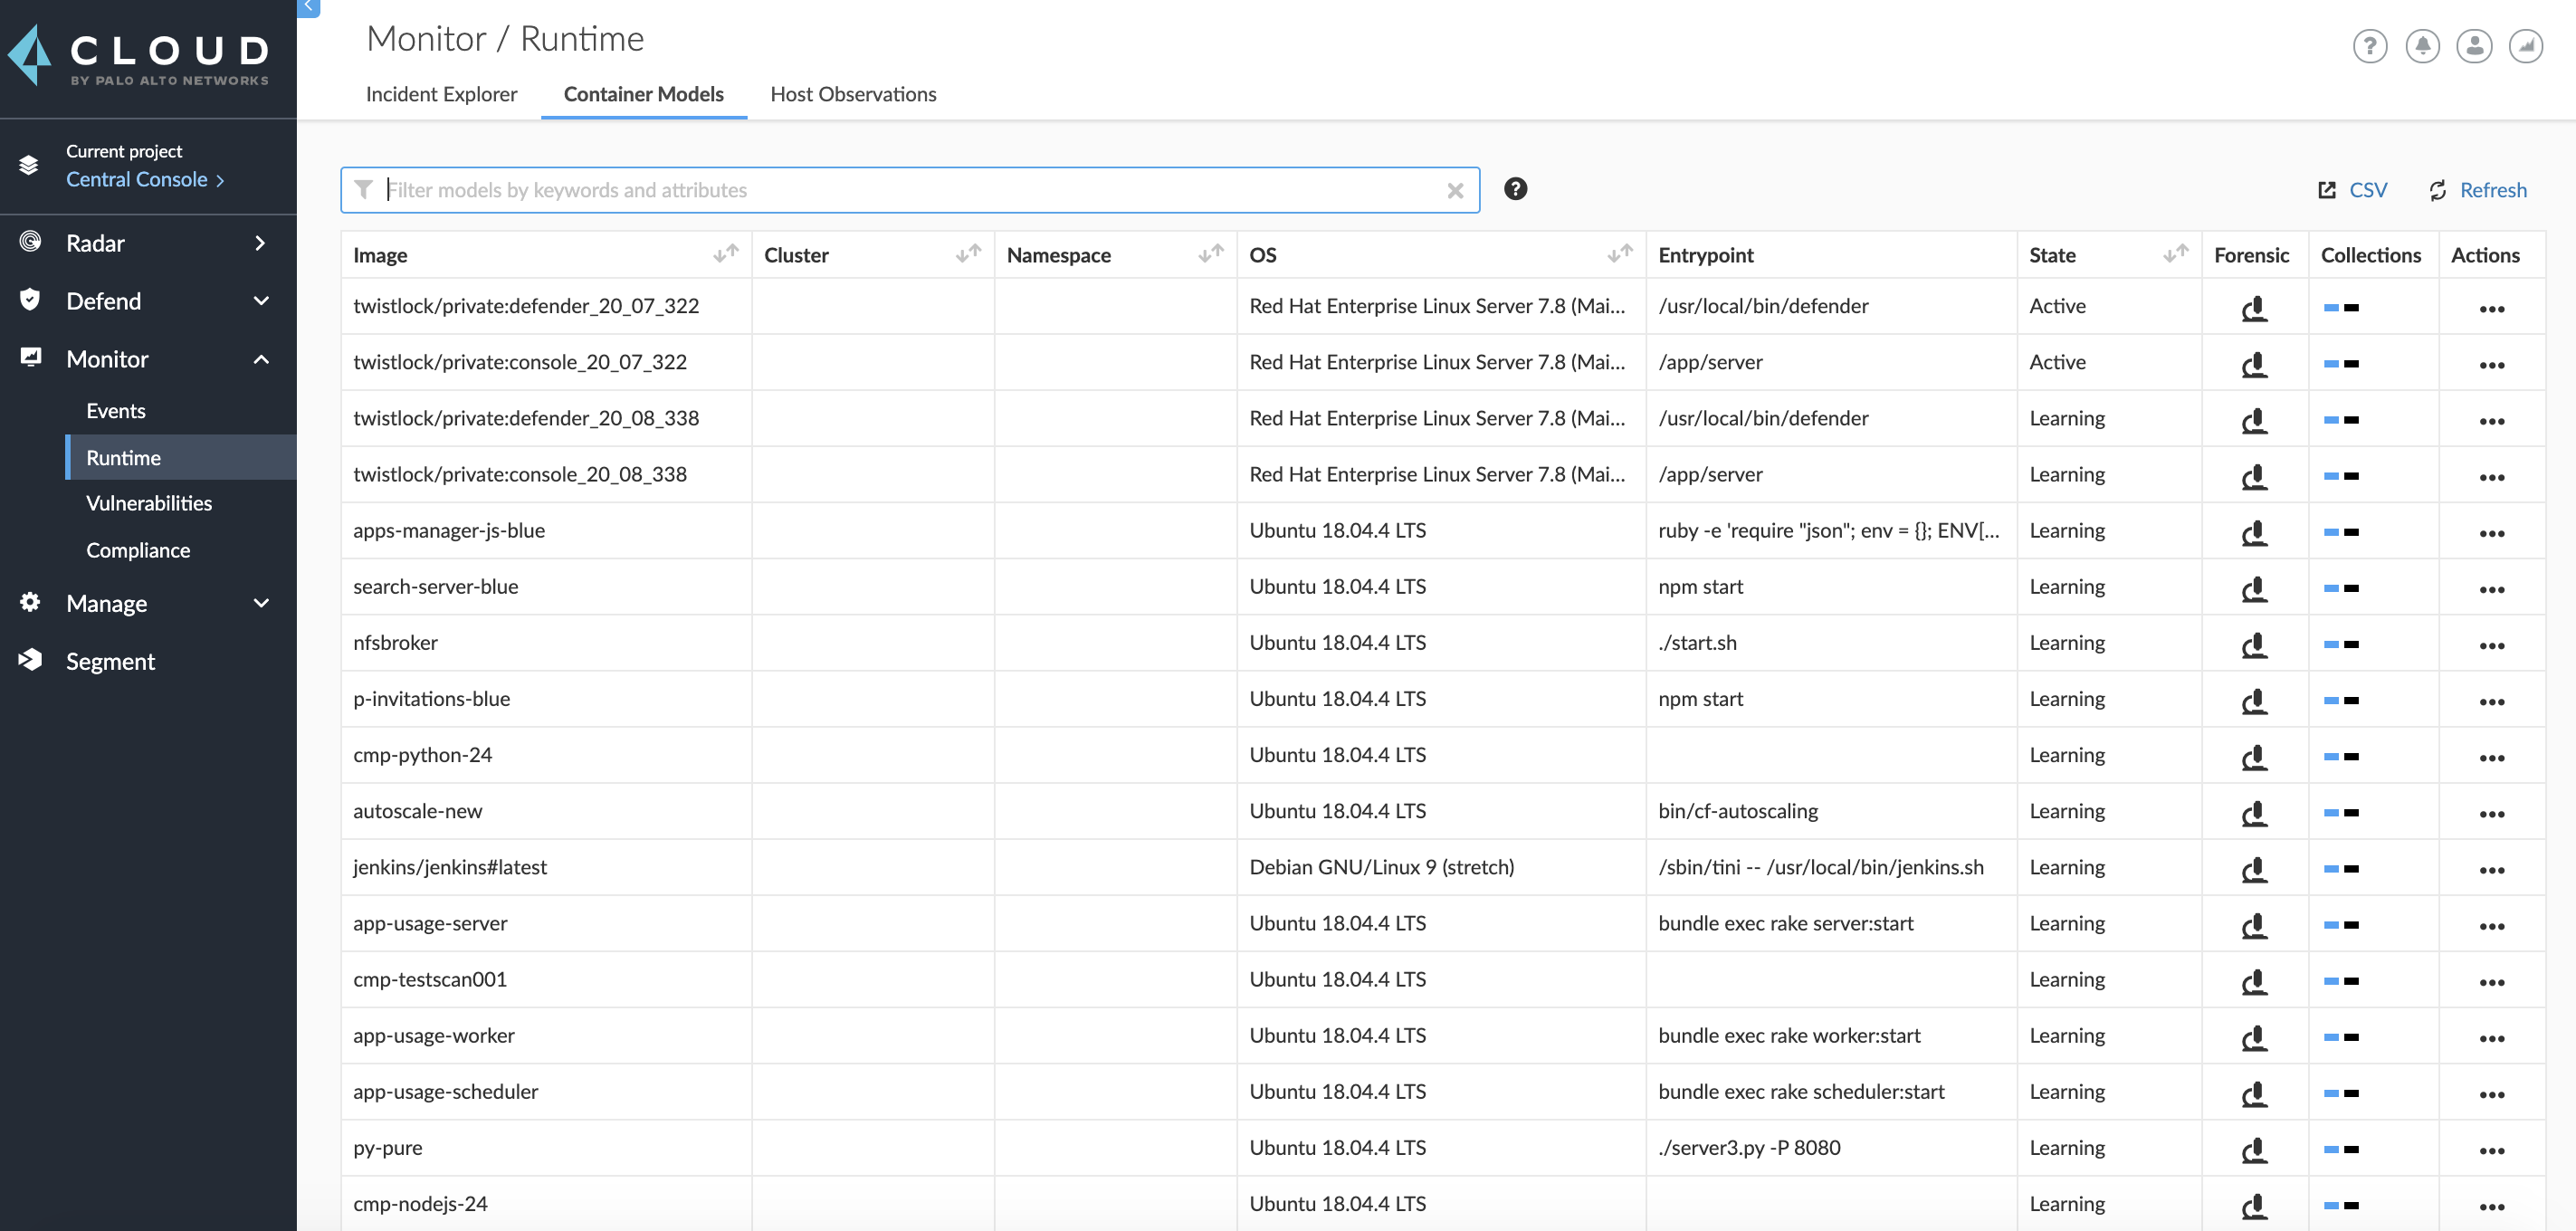 CLOUD
BY PALO ALTO NETWORKS
Current project
Central Console >
Radar
Defend
Monitor
Events
Runtime
Vulnerabilities
Compliance
Manage
Segment
Monitor / Runtime
Incident Explorer Container Models Host Observations
Filter models by keywords and attributes CSV Refresh
Image Cluster Namespace OS Entrypoint State Forensic Collections Actions
twistlock/private:defender_20_07_322 Red Hat Enterprise Linux Server 7.8 (Mai... /usr/local/bin/defender Active
twistlock/private:console_20_07_322 Red Hat Enterprise Linux Server 7.8 (Mai... /app/server Active
twistlock/private:defender_20_08_338 Red Hat Enterprise Linux Server 7.8 (Mai... /usr/local/bin/defender Learning
twistlock/private:console_20_08_338 Red Hat Enterprise Linux Server 7.8 (Mai... /app/server Learning
apps-manager-js-blue Ubuntu 18.04.4 LTS ruby -e 'require "json"; env = {}; ENV[... Learning
search-server-blue Ubuntu 18.04.4 LTS npm start Learning
nfsbroker Ubuntu 18.04.4 LTS ./start.sh Learning
p-invitations-blue Ubuntu 18.04.4 LTS npm start Learning
cmp-python-24 Ubuntu 18.04.4 LTS Learning
autoscale-new Ubuntu 18.04.4 LTS bin/cf-autoscaling Learning
jenkins/jenkins#latest Debian GNU/Linux 9 (stretch) /sbin/tini -- /usr/local/bin/jenkins.sh Learning
app-usage-server Ubuntu 18.04.4 LTS bundle exec rake server:start Learning
cmp-testscan001 Ubuntu 18.04.4 LTS Learning
app-usage-worker Ubuntu 18.04.4 LTS bundle exec rake worker:start Learning
app-usage-scheduler Ubuntu 18.04.4 LTS bundle exec rake scheduler:start Learning
py-pure Ubuntu 18.04.4 LTS ./server3.py -P 8080 Learning
cmp-nodejs-24 Ubuntu 18.04.4 LTS Learning